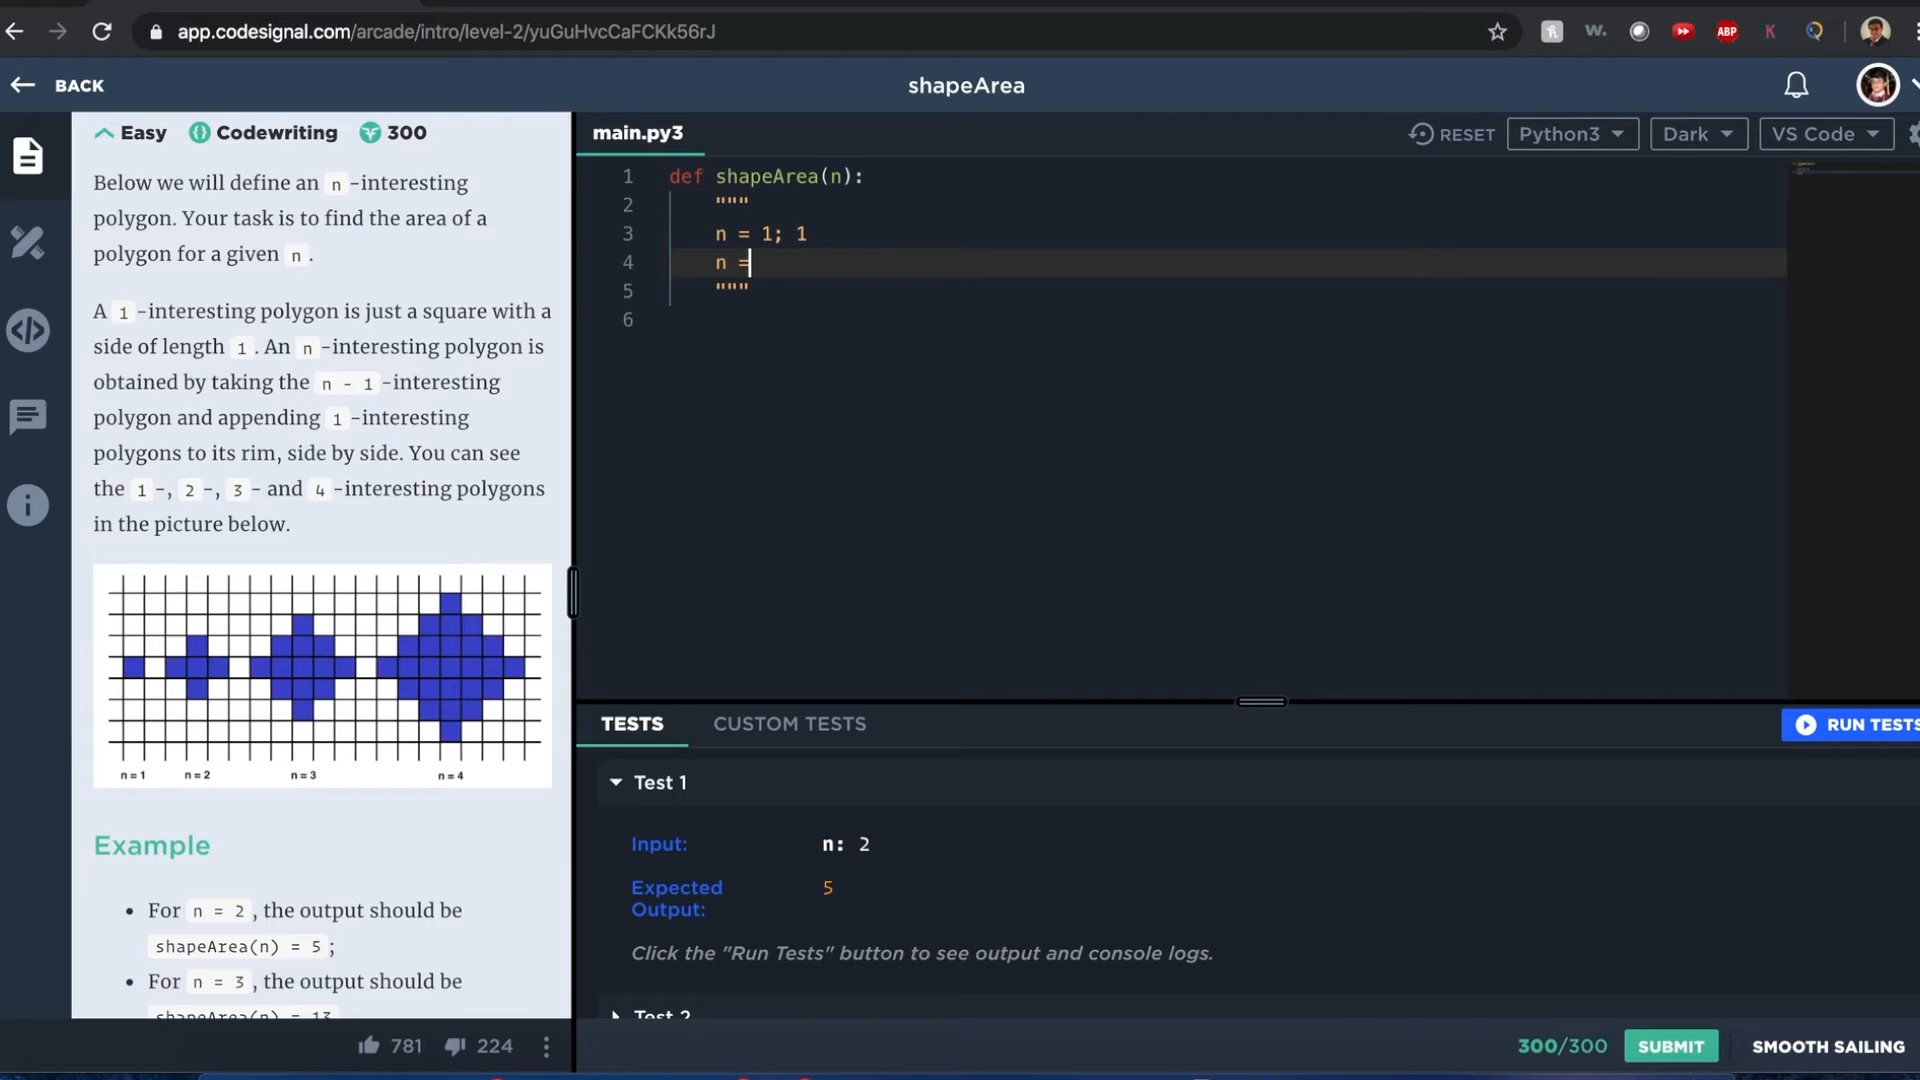 app.codesignal.com/arcade/intro/level-2/yuGuHvcCaFCKk56rJ
W.
ABP
K
BACK
shapeArea
Easy Codewriting 300
main.py3
RESET Python3 Dark VS Code
Below we will define an n -interesting
polygon. Your task is to find the area of a
polygon for a given n .
A 1 -interesting polygon is just a square with a
side of length 1 . An n -interesting polygon is
obtained by taking the n - 1 -interesting
polygon and appending 1 -interesting
polygons to its rim, side by side. You can see
the 1 -, 2 -, 3 - and 4 -interesting polygons
in the picture below.
n = 1 n = 2 n = 3 n = 4
Example
For n = 2 , the output should be
shapeArea(n) = 5 ;
For n = 3 , the output should be
shapeArea(n) = 13
781 224
1 def shapeArea(n):
2 """
3 n = 1; 1
4 n =
5 """
6
TESTS CUSTOM TESTS
RUN TESTS
Test 1
Input: n: 2
Expected 5
Output:
Click the "Run Tests" button to see output and console logs.
Test 2
300/300 SUBMIT SMOOTH SAILING